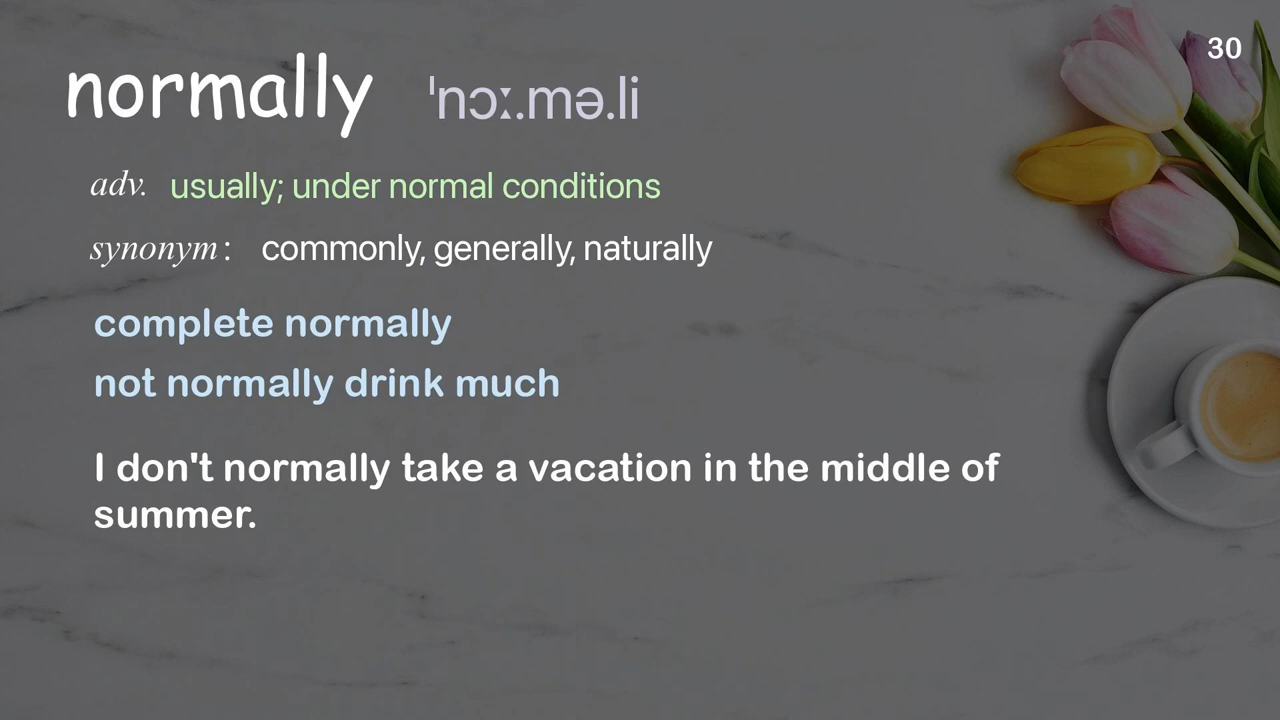 30
normally ˈnɔː.mə.li
adv. usually; under normal conditions
synonym: commonly, generally, naturally
complete normally
not normally drink much
I don't normally take a vacation in the middle of
summer.